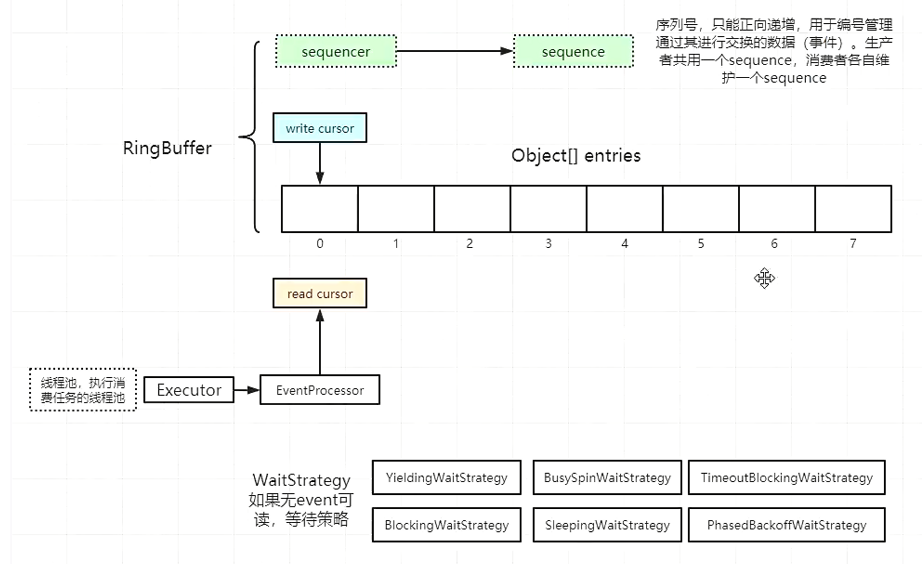 sequencer
sequence
序列号，只能正向递增，用于编号管理
通过其进行交换的数据（事件）。生产
者共用一个sequence，消费者各自维
护一个sequence
write cursor
RingBuffer
Object[] entries
0 1 2 3 4 5 6 7
read cursor
线程池，执行消
费任务的线程池
Executor
EventProcessor
WaitStrategy
如果无event可
读，等待策略
YieldingWaitStrategy
BusySpinWaitStrategy
TimeoutBlockingWaitStrategy
BlockingWaitStrategy
SleepingWaitStrategy
PhasedBackoffWaitStrategy